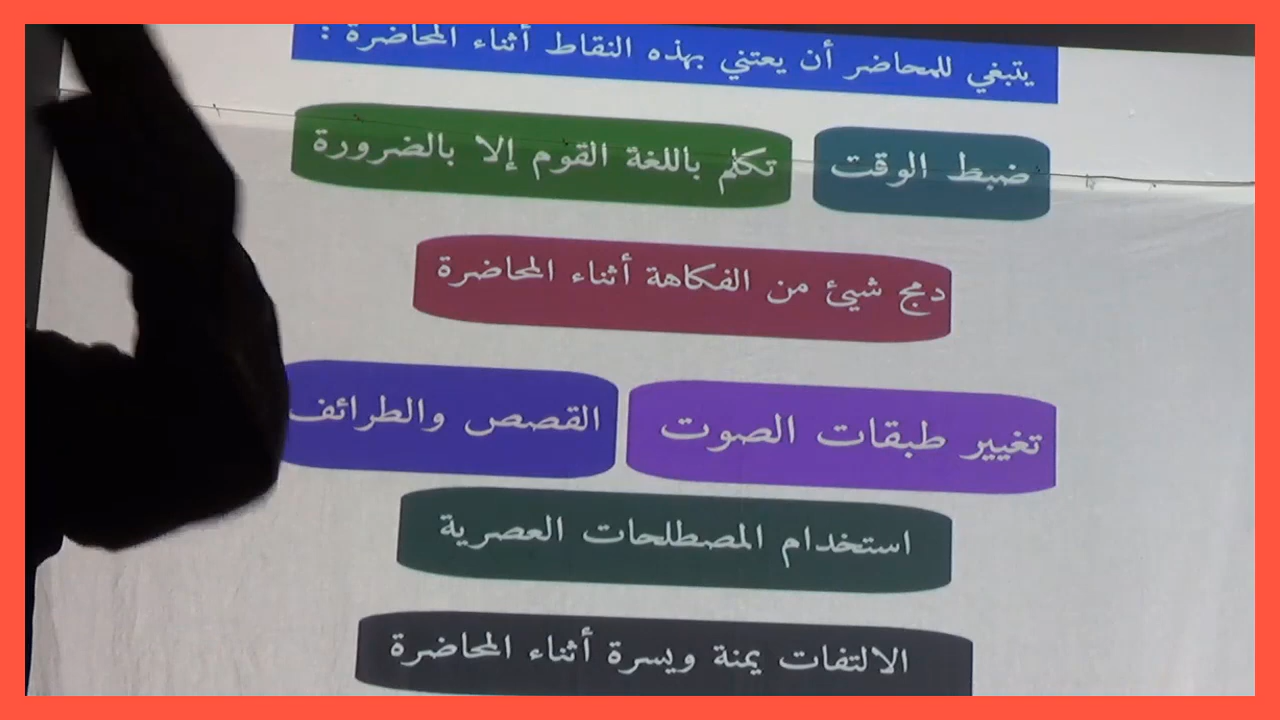 يتبغي للمحاضر أن يعتني بهذه النقاط أثناء المحاضرة :
ضبط الوقت
تكلم باللغة القوم إلا بالضرورة
دمج شيئ من الفكاهة أثناء المحاضرة
تغيير طبقات الصوت
القصص والطرائف
استخدام المصطلحات العصرية
الالتفات يمنة ويسرة أثناء المحاضرة